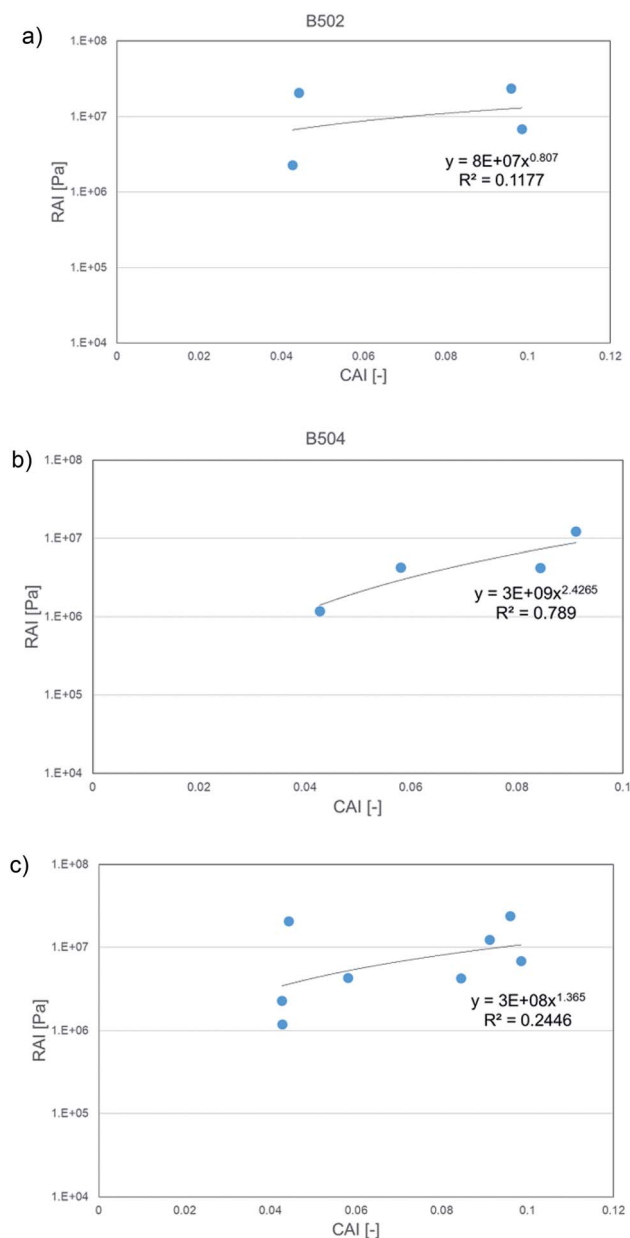 a)
B502
1.E+08
1.E+07
1.E+06
1.E+05
1.E+04
RAI [Pa]
y = 8E+07x^0.807
R² = 0.1177
0 0.02 0.04 0.06 0.08 0.1 0.12
CAI [-]
b)
B504
1.E+08
1.E+07
1.E+06
1.E+05
1.E+04
RAI [Pa]
y = 3E+09x^2.4265
R² = 0.789
0 0.02 0.04 0.06 0.08 0.1
CAI [-]
c)
1.E+08
1.E+07
1.E+06
1.E+05
1.E+04
RAI [Pa]
y = 3E+08x^1.365
R² = 0.2446
0 0.02 0.04 0.06 0.08 0.1 0.12
CAI [-]